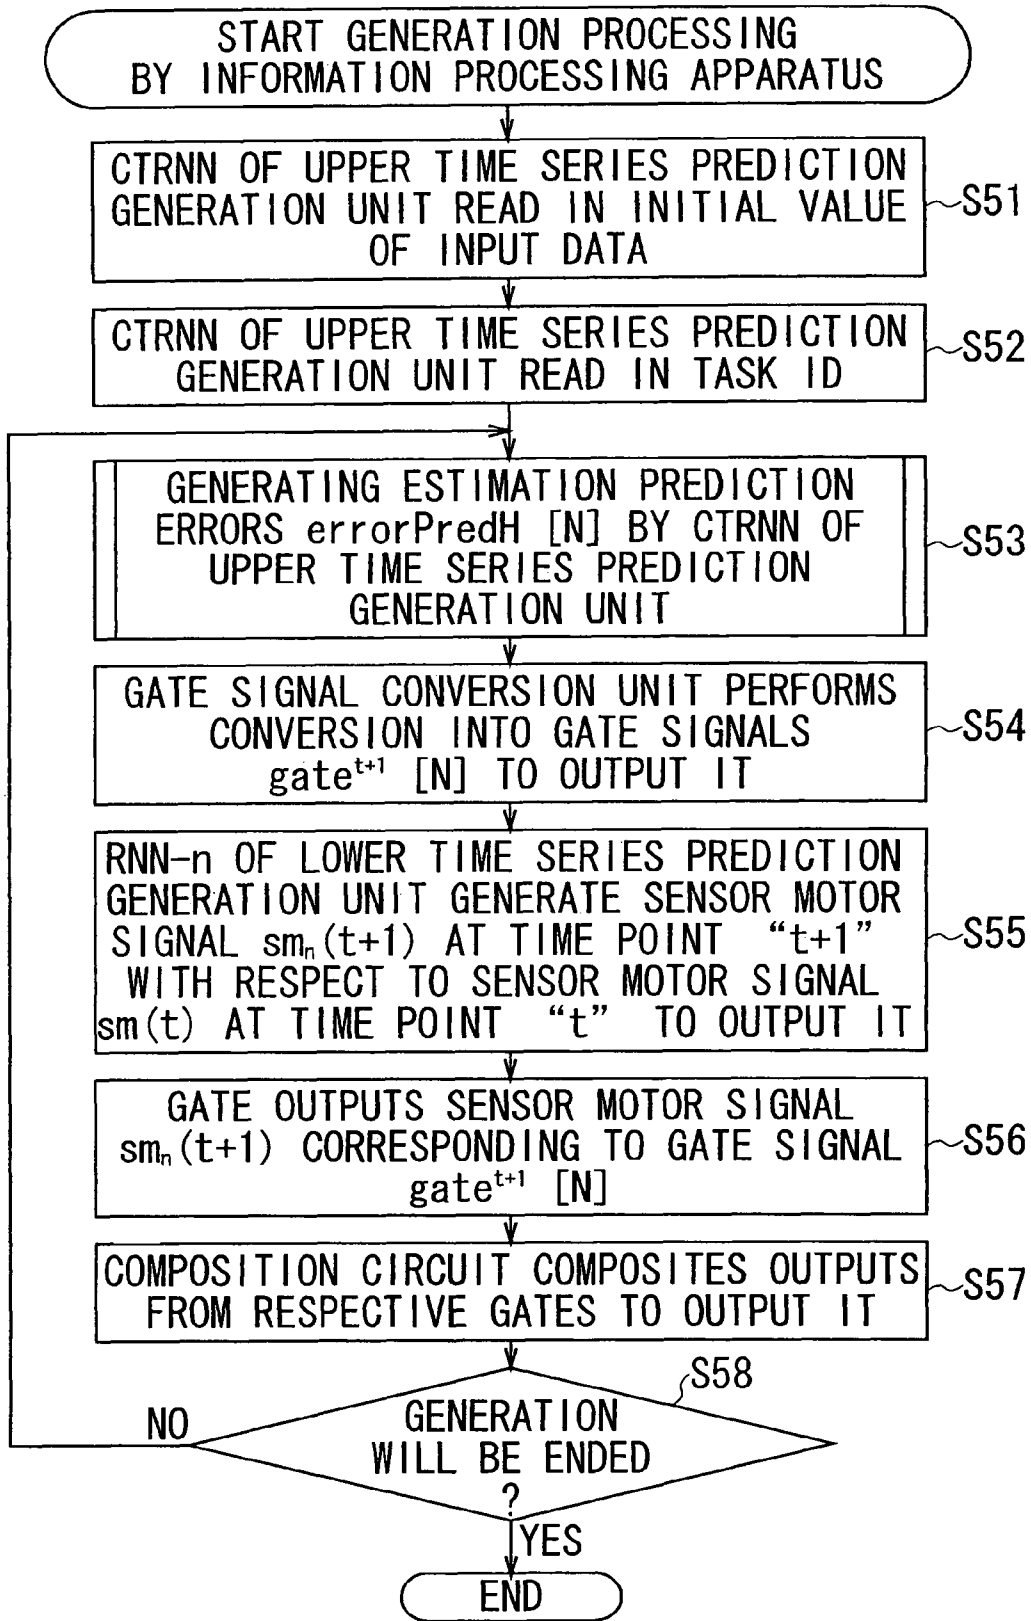 START GENERATION PROCESSING
BY INFORMATION PROCESSING APPARATUS
CTRNN OF UPPER TIME SERIES PREDICTION
GENERATION UNIT READ IN INITIAL VALUE
OF INPUT DATA
S51
CTRNN OF UPPER TIME SERIES PREDICTION
GENERATION UNIT READ IN TASK ID
S52
GENERATING ESTIMATION PREDICTION
ERRORS errorPredH [N] BY CTRNN OF
UPPER TIME SERIES PREDICTION
GENERATION UNIT
S53
GATE SIGNAL CONVERSION UNIT PERFORMS
CONVERSION INTO GATE SIGNALS
gateᵗ⁺¹ [N] TO OUTPUT IT
S54
RNN-n OF LOWER TIME SERIES PREDICTION
GENERATION UNIT GENERATE SENSOR MOTOR
SIGNAL smₙ(t+1) AT TIME POINT “t+1”
WITH RESPECT TO SENSOR MOTOR SIGNAL
sm(t) AT TIME POINT “t” TO OUTPUT IT
S55
GATE OUTPUTS SENSOR MOTOR SIGNAL
smₙ(t+1) CORRESPONDING TO GATE SIGNAL
gateᵗ⁺¹ [N]
S56
COMPOSITION CIRCUIT COMPOSITES OUTPUTS
FROM RESPECTIVE GATES TO OUTPUT IT
S57
S58
GENERATION
WILL BE ENDED
?
NO
YES
END